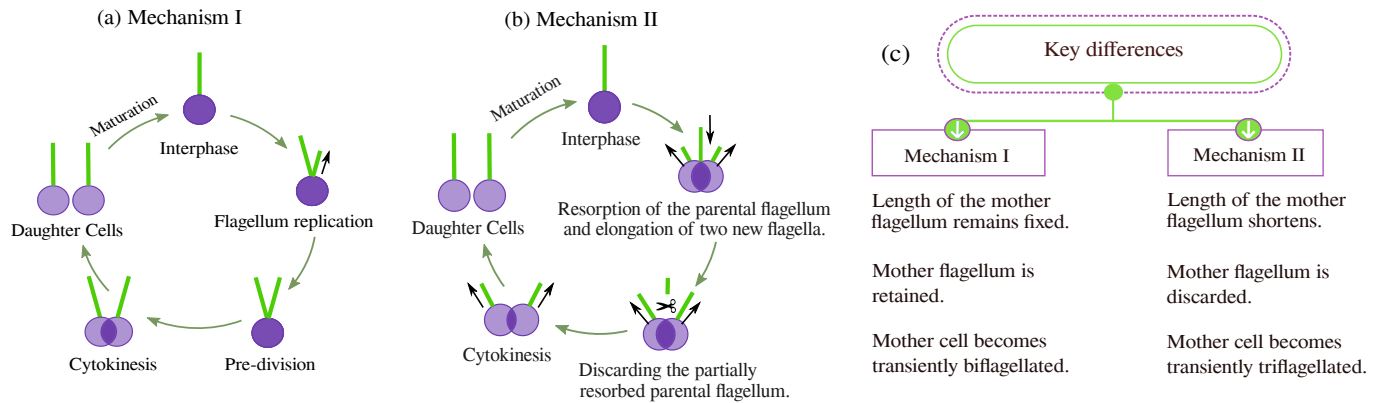 (a) Mechanism I
Maturation
Interphase
Flagellum replication
Pre-division
Cytokinesis
Daughter Cells
(b) Mechanism II
Maturation
Interphase
Resorption of the parental flagellum
and elongation of two new flagella.
Discarding the partially
resorbed parental flagellum.
Cytokinesis
Daughter Cells
(c)
Key differences
Mechanism I
Length of the mother
flagellum remains fixed.
Mother flagellum is
retained.
Mother cell becomes
transiently biflagellated.
Mechanism II
Length of the mother
flagellum shortens.
Mother flagellum is
discarded.
Mother cell becomes
transiently triflagellated.